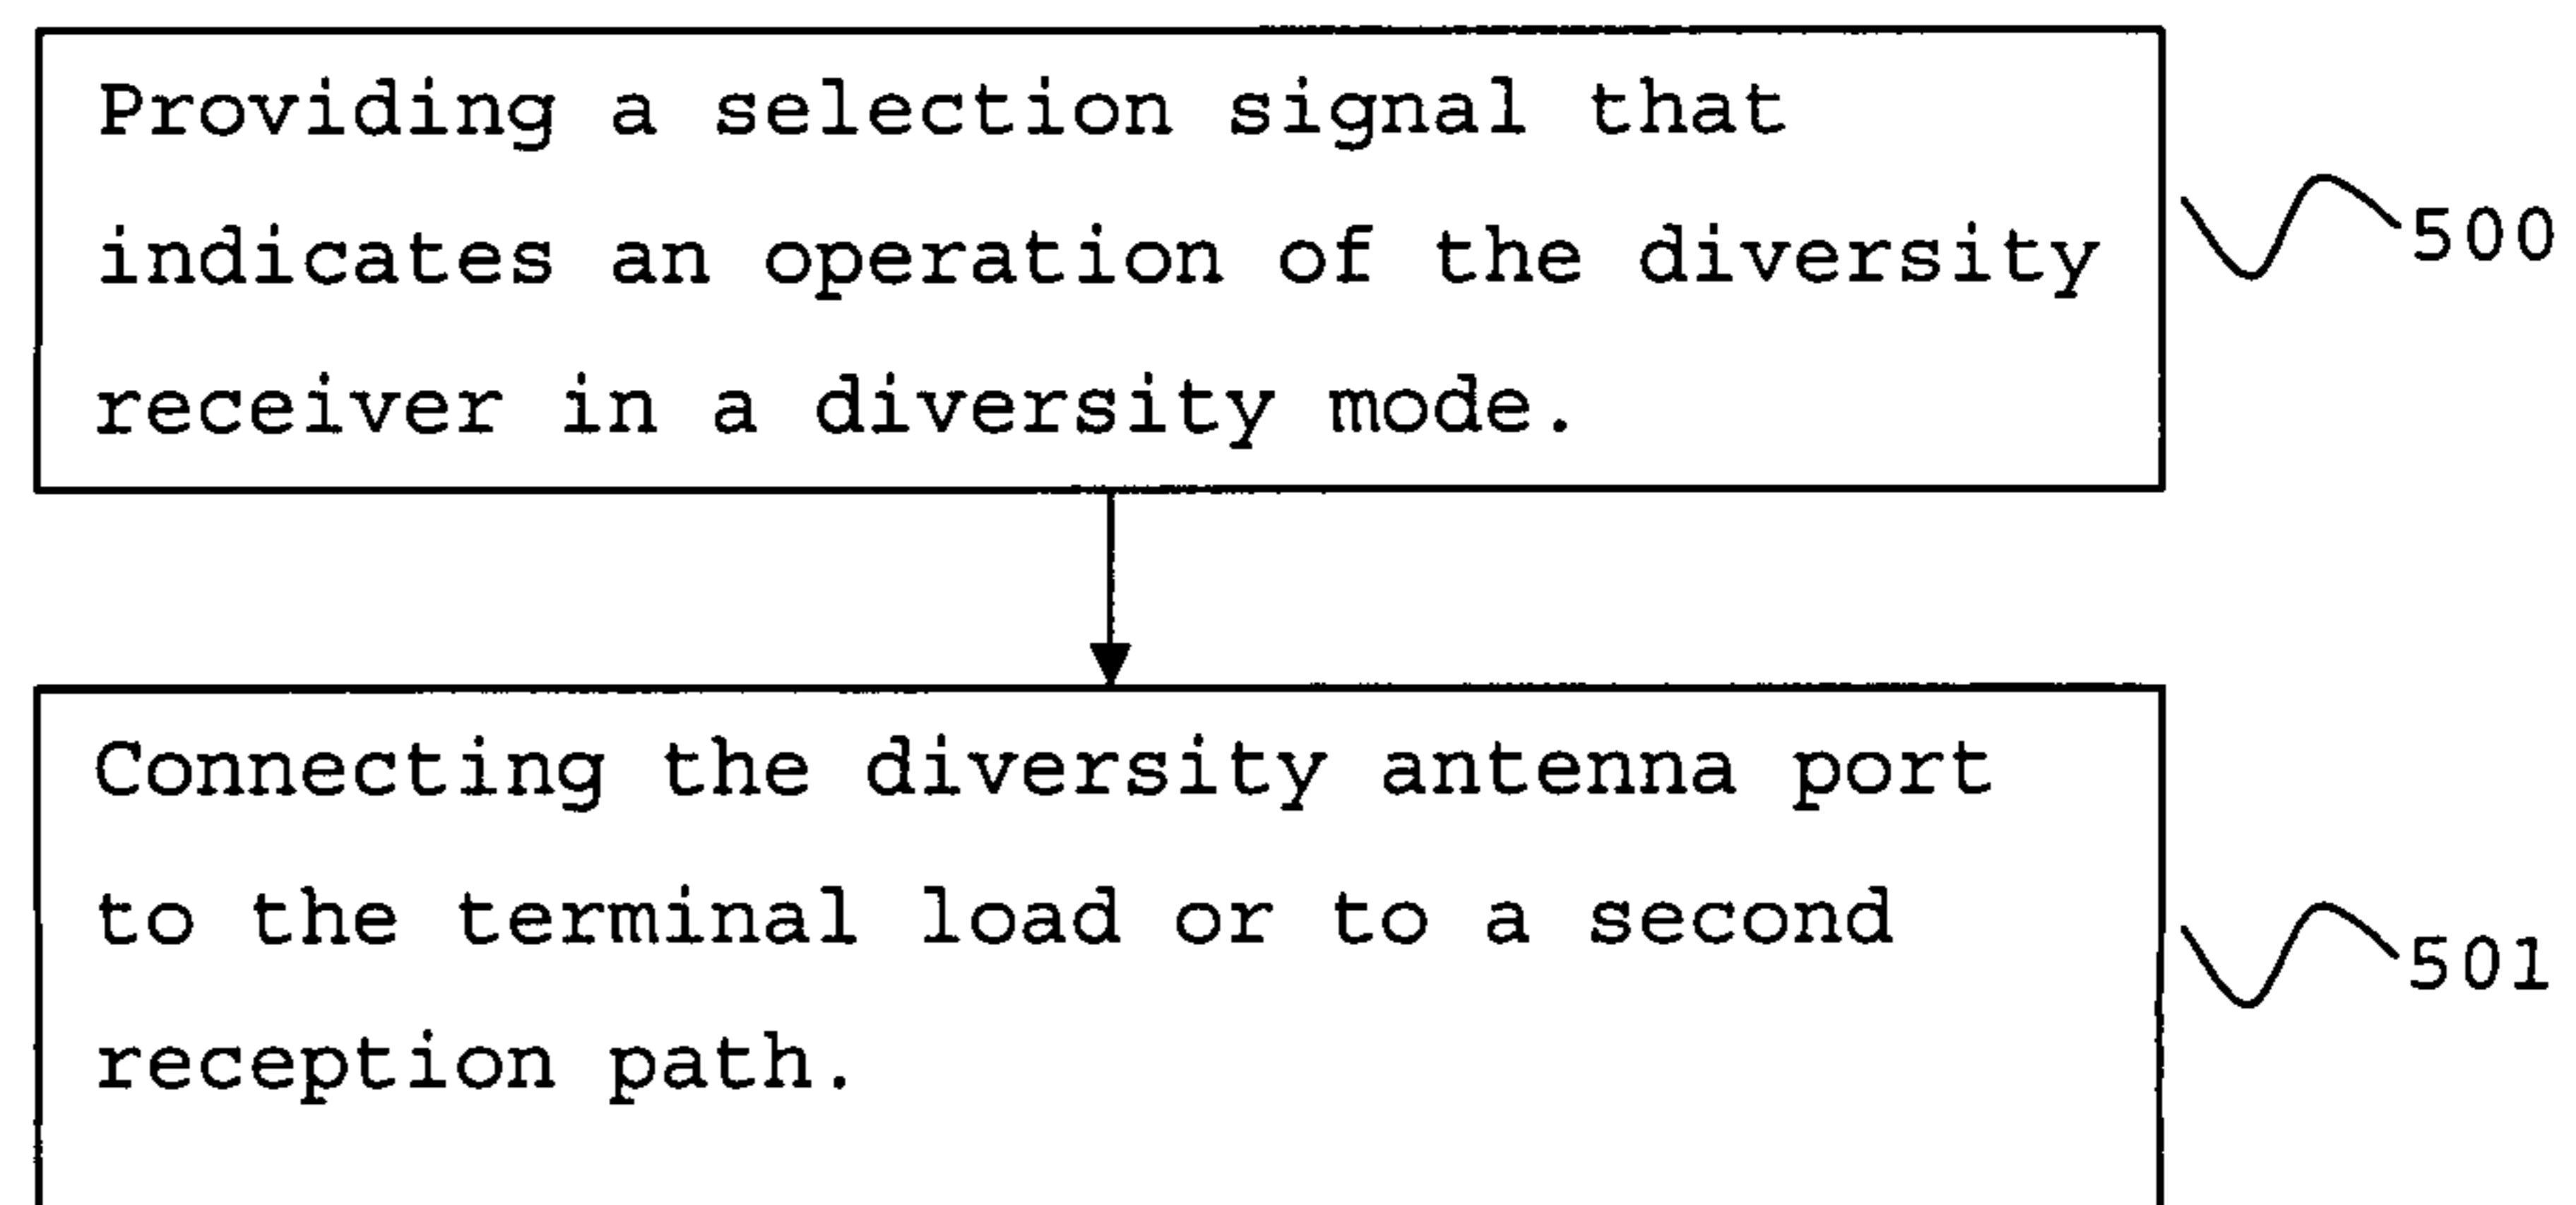 Providing a selection signal that
indicates an operation of the diversity
receiver in a diversity mode.
500
Connecting the diversity antenna port
to the terminal load or to a second
reception path.
501